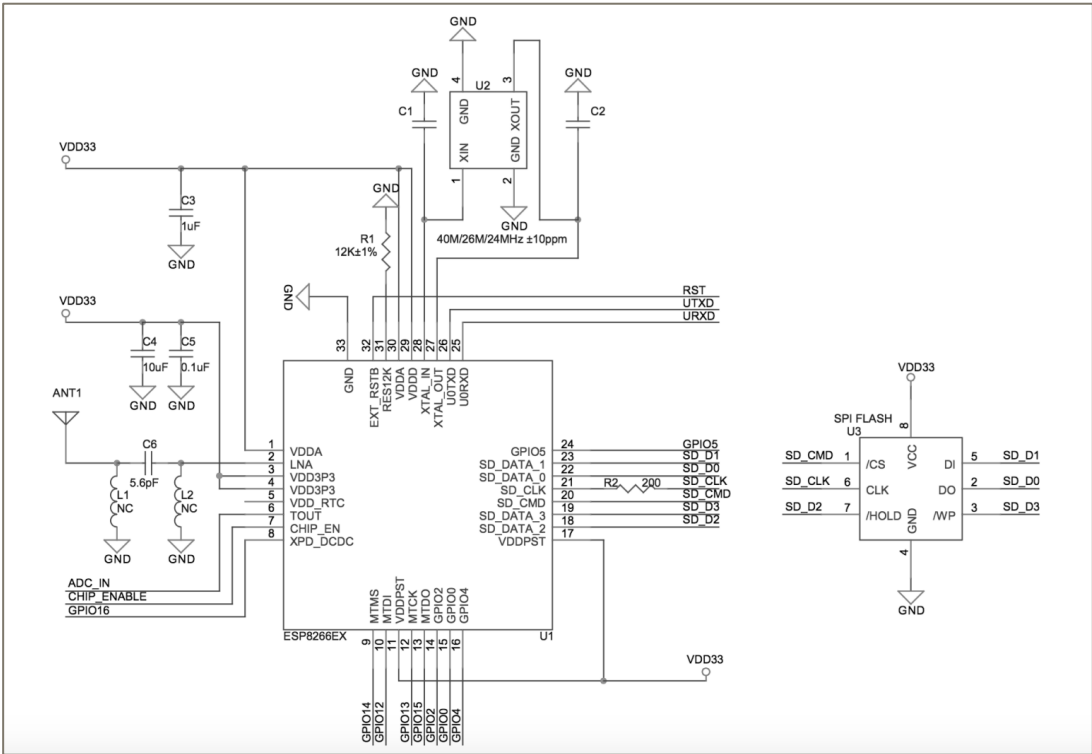 GND
4
3
GND
U2
GND
C1
GND
XOUT
C2
XIN
GND
1
2
GND
40M/26M/24MHz ±10ppm
VDD33
C3
1uF
GND
GND
R1
12K±1%
GND
RST
UTXD
URXD
VDD33
C4
C5
10uF
0.1uF
GND
GND
33
32
31
30
29
28
27
26
25
GND
EXT_RSTB
RES12K
VDDA
VDDD
XTAL_IN
XTAL_OUT
U0TXD
U0RXD
ANT1
C6
5.6pF
L1
NC
L2
NC
GND
GND
1 VDDA
2 LNA
3 VDD3P3
4 VDD3P3
5 VDD_RTC
6 TOUT
7 CHIP_EN
8 XPD_DCDC
ADC_IN
CHIP_ENABLE
GPIO16
GPIO5 24 GPIO5
SD_DATA_1 23 SD_D1
SD_DATA_0 22 SD_D0
SD_CLK 21 R2 200 SD_CLK
SD_CMD 20 SD_CMD
SD_DATA_3 19 SD_D3
SD_DATA_2 18 SD_D2
VDDPST 17
MTMS
MTDI
VDDPST
MTCK
MTDO
GPIO2
GPIO0
GPIO4
ESP8266EX
U1
9
10
11
12
13
14
15
16
GPIO14
GPIO12
GPIO13
GPIO15
GPIO2
GPIO0
GPIO4
VDD33
VDD33
SPI FLASH
U3
8
VCC
SD_CMD 1 /CS
SD_CLK 6 CLK
SD_D2 7 /HOLD
DI 5 SD_D1
DO 2 SD_D0
/WP 3 SD_D3
GND
4
GND